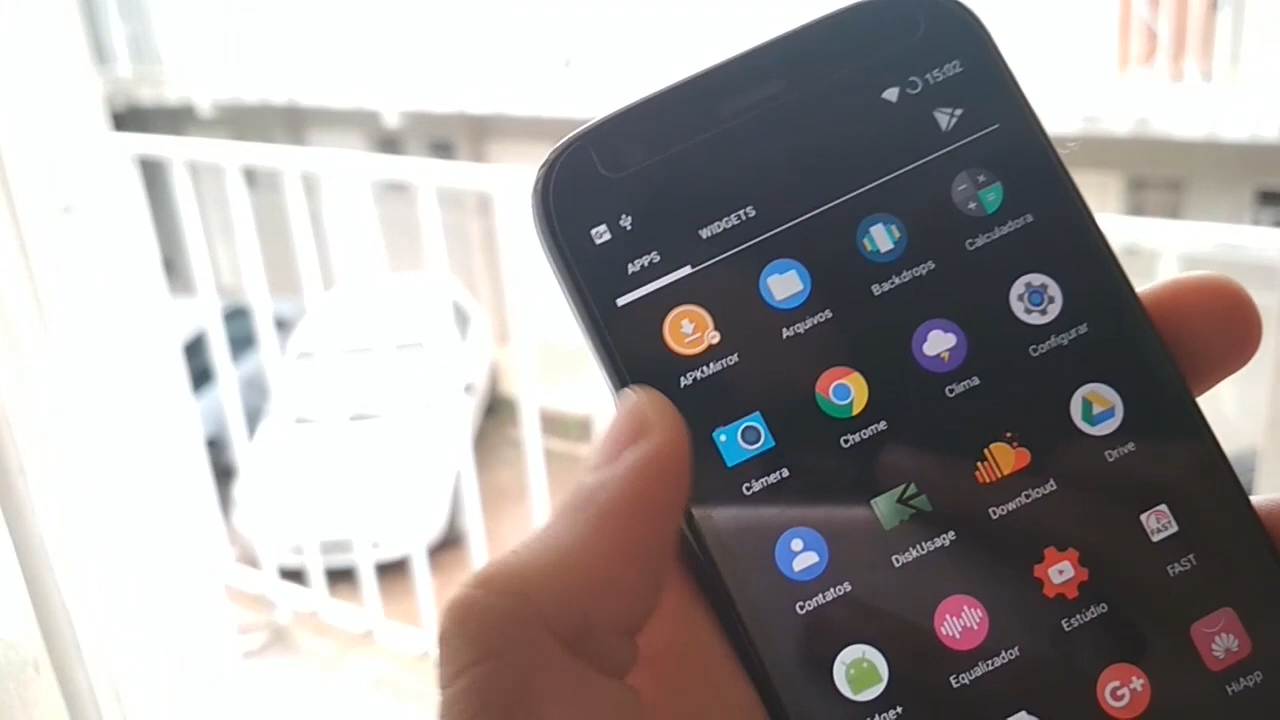 15:02
APPS WIDGETS
APKMirror Arquivos Backdrops Calculadora
Câmera Chrome Clima Configurar
Contatos DiskUsage DownCloud Drive
Equalizador Estúdio FAST
G+ HiApp